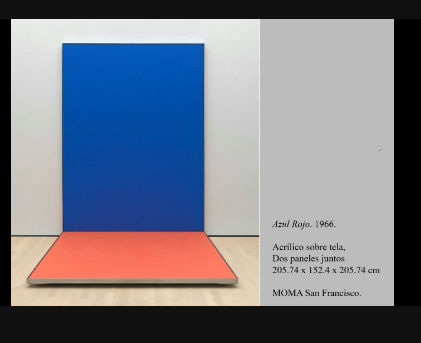 Azul Rojo. 1966.
Acrílico sobre tela,
Dos paneles juntos
205.74 x 152.4 x 205.74 cm
MOMA San Francisco.